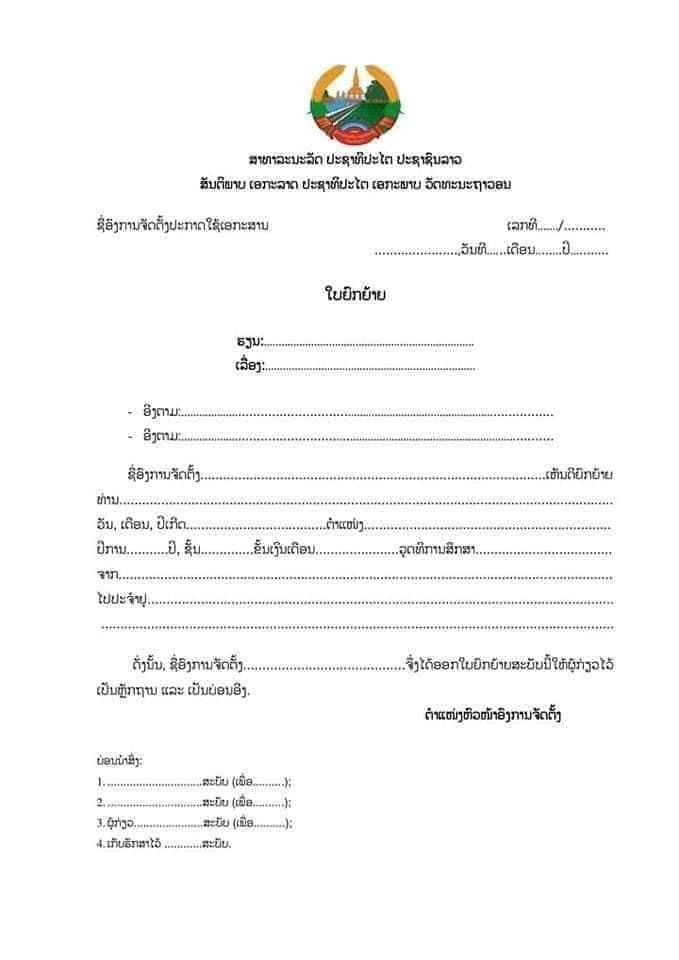 ສາທາລະນະລັດ ປະຊາທິປະໄຕ ປະຊາຊົນລາວ
ສັນຕິພາບ ເອກະລາດ ປະຊາທິປະໄຕ ເອກະພາບ ວັດທະນະຖາວອນ
ຊື່ອົງການຈັດຕັ້ງປະກາດໃຊ້ເອກະສານ ເລກທີ......./...........
......................,ວັນທີ......ເດືອນ........ປີ..........
ໃບຍົກຍ້າຍ
ຮຽນ:......................................................................
ເລື່ອງ:......................................................................
- ອີງຕາມ:..........................................................................................
- ອີງຕາມ:..........................................................................................
ຊື່ອົງການຈັດຕັ້ງ..........................................................................................ເຫັນດີຍົກຍ້າຍ
ທ່ານ..................................................................................................................................
ວັນ, ເດືອນ, ປີເກີດ.....................................ຕຳແໜ່ງ.................................................................
ປີການ...........ປີ, ຊັ້ນ..............ຂັ້ນເງິນເດືອນ......................ວຸດທິການສຶກສາ....................................
ຈາກ..................................................................................................................................
ໄປປະຈຳຢູ່..........................................................................................................................
......................................................................................................................................
ດັ່ງນັ້ນ, ຊື່ອົງການຈັດຕັ້ງ..........................................ຈຶ່ງໄດ້ອອກໃບຍົກຍ້າຍສະບັບນີ້ໃຫ້ຜູ້ກ່ຽວໄວ້
ເປັນຫຼັກຖານ ແລະ ເປັນບ່ອນອີງ.
ຕຳແໜ່ງຫົວໜ້າອົງການຈັດຕັ້ງ
ບ່ອນນຳສົ່ງ:
1. ..............................ສະບັບ (ເພື່ອ..........);
2. ..............................ສະບັບ (ເພື່ອ..........);
3. ຜູ້ກ່ຽວ......................ສະບັບ (ເພື່ອ..........);
4. ເກັບຮັກສາໄວ້ ............ສະບັບ.